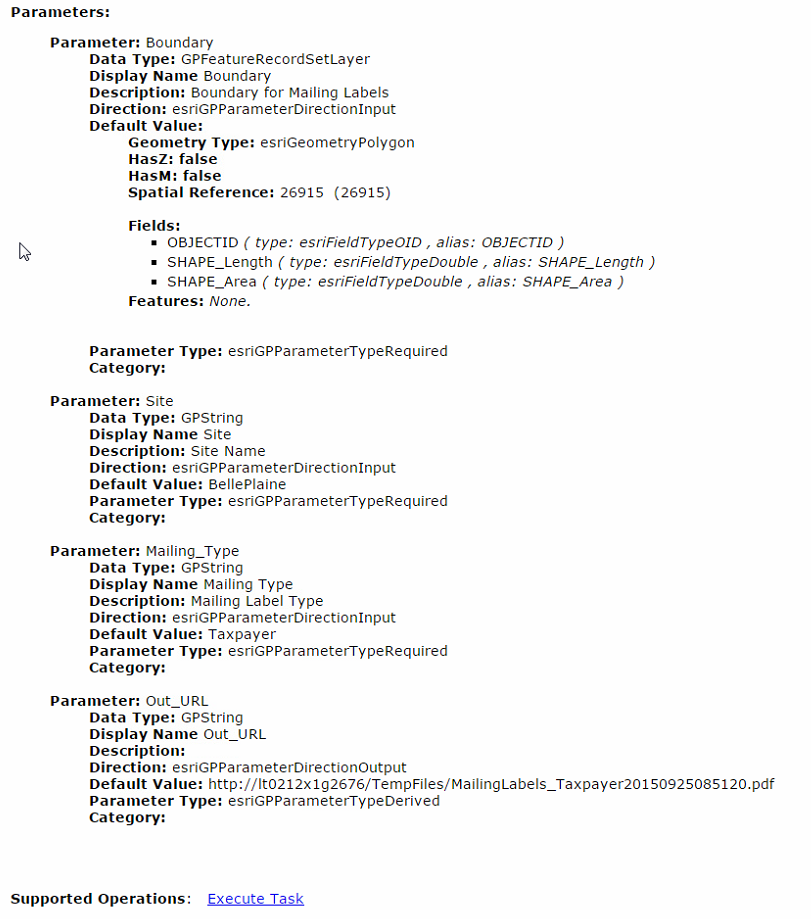 Parameters:
Parameter: Boundary
Data Type: GPFeatureRecordSetLayer
Display Name Boundary
Description: Boundary for Mailing Labels
Direction: esriGPParameterDirectionInput
Default Value:
Geometry Type: esriGeometryPolygon
HasZ: false
HasM: false
Spatial Reference: 26915 (26915)
Fields:
▪ OBJECTID ( type: esriFieldTypeOID , alias: OBJECTID )
▪ SHAPE_Length ( type: esriFieldTypeDouble , alias: SHAPE_Length )
▪ SHAPE_Area ( type: esriFieldTypeDouble , alias: SHAPE_Area )
Features: None.
Parameter Type: esriGPParameterTypeRequired
Category:
Parameter: Site
Data Type: GPString
Display Name Site
Description: Site Name
Direction: esriGPParameterDirectionInput
Default Value: BellePlaine
Parameter Type: esriGPParameterTypeRequired
Category:
Parameter: Mailing_Type
Data Type: GPString
Display Name Mailing Type
Description: Mailing Label Type
Direction: esriGPParameterDirectionInput
Default Value: Taxpayer
Parameter Type: esriGPParameterTypeRequired
Category:
Parameter: Out_URL
Data Type: GPString
Display Name Out_URL
Description:
Direction: esriGPParameterDirectionOutput
Default Value: http://lt0212x1g2676/TempFiles/MailingLabels_Taxpayer20150925085120.pdf
Parameter Type: esriGPParameterTypeDerived
Category:
Supported Operations: Execute Task